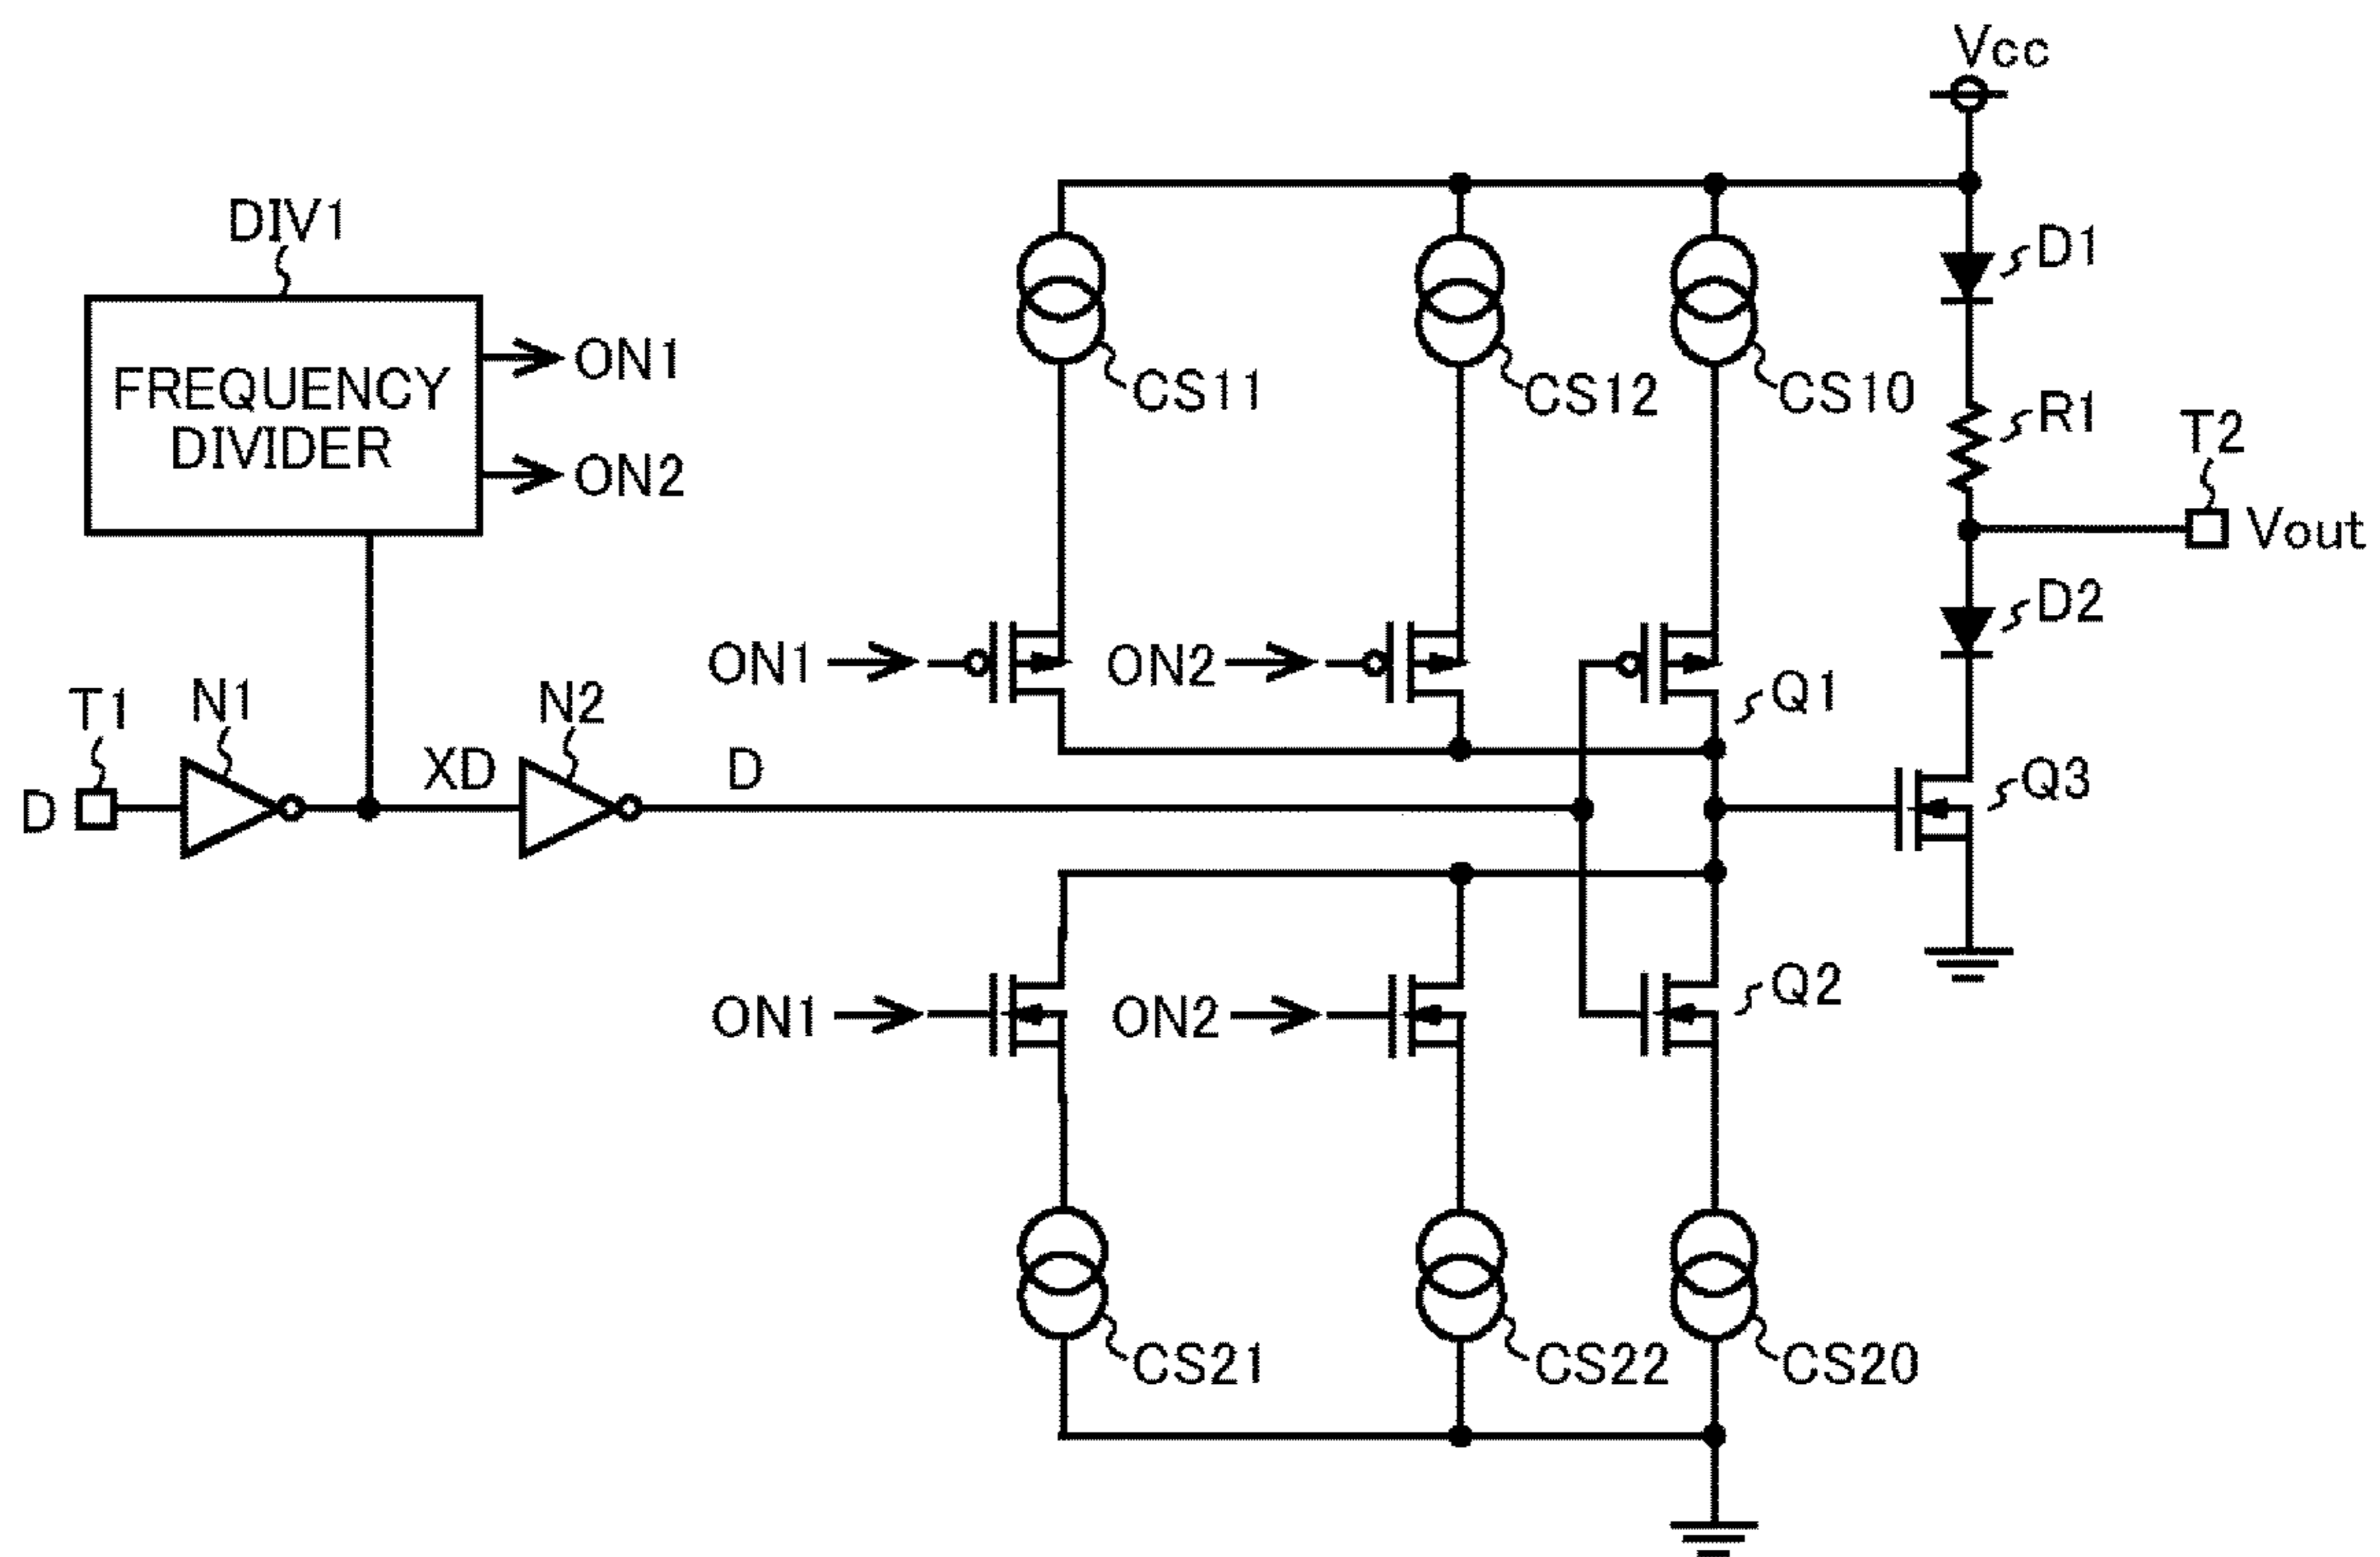 Vcc
DIV1
D1
FREQUENCY
DIVIDER
ON1
ON2
CS11
CS12
CS10
R1
T2
Vout
D2
ON1
ON2
Q1
T1
N1
N2
XD
D
D
Q3
ON1
ON2
Q2
CS21
CS22
CS20